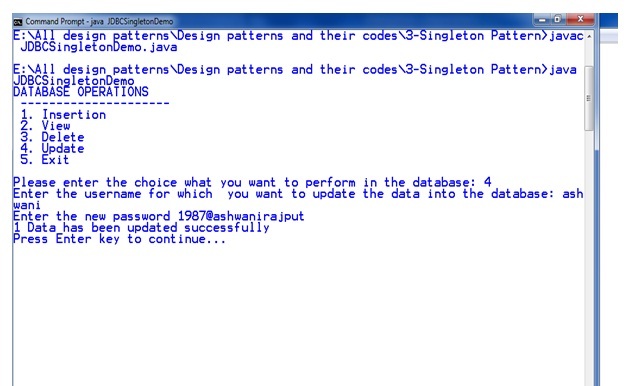 Command Prompt - java JDBCSingletonDemo
E:\All design patterns\Design patterns and their codes\3-Singleton Pattern>javac
JDBCSingletonDemo.java
E:\All design patterns\Design patterns and their codes\3-Singleton Pattern>java
JDBCSingletonDemo
DATABASE OPERATIONS
---------------------
1. Insertion
2. View
3. Delete
4. Update
5. Exit
Please enter the choice what you want to perform in the database: 4
Enter the username for which  you want to update the data into the database: ash
wani
Enter the new password 1987@ashwanirajput
1 Data has been updated successfully
Press Enter key to continue...